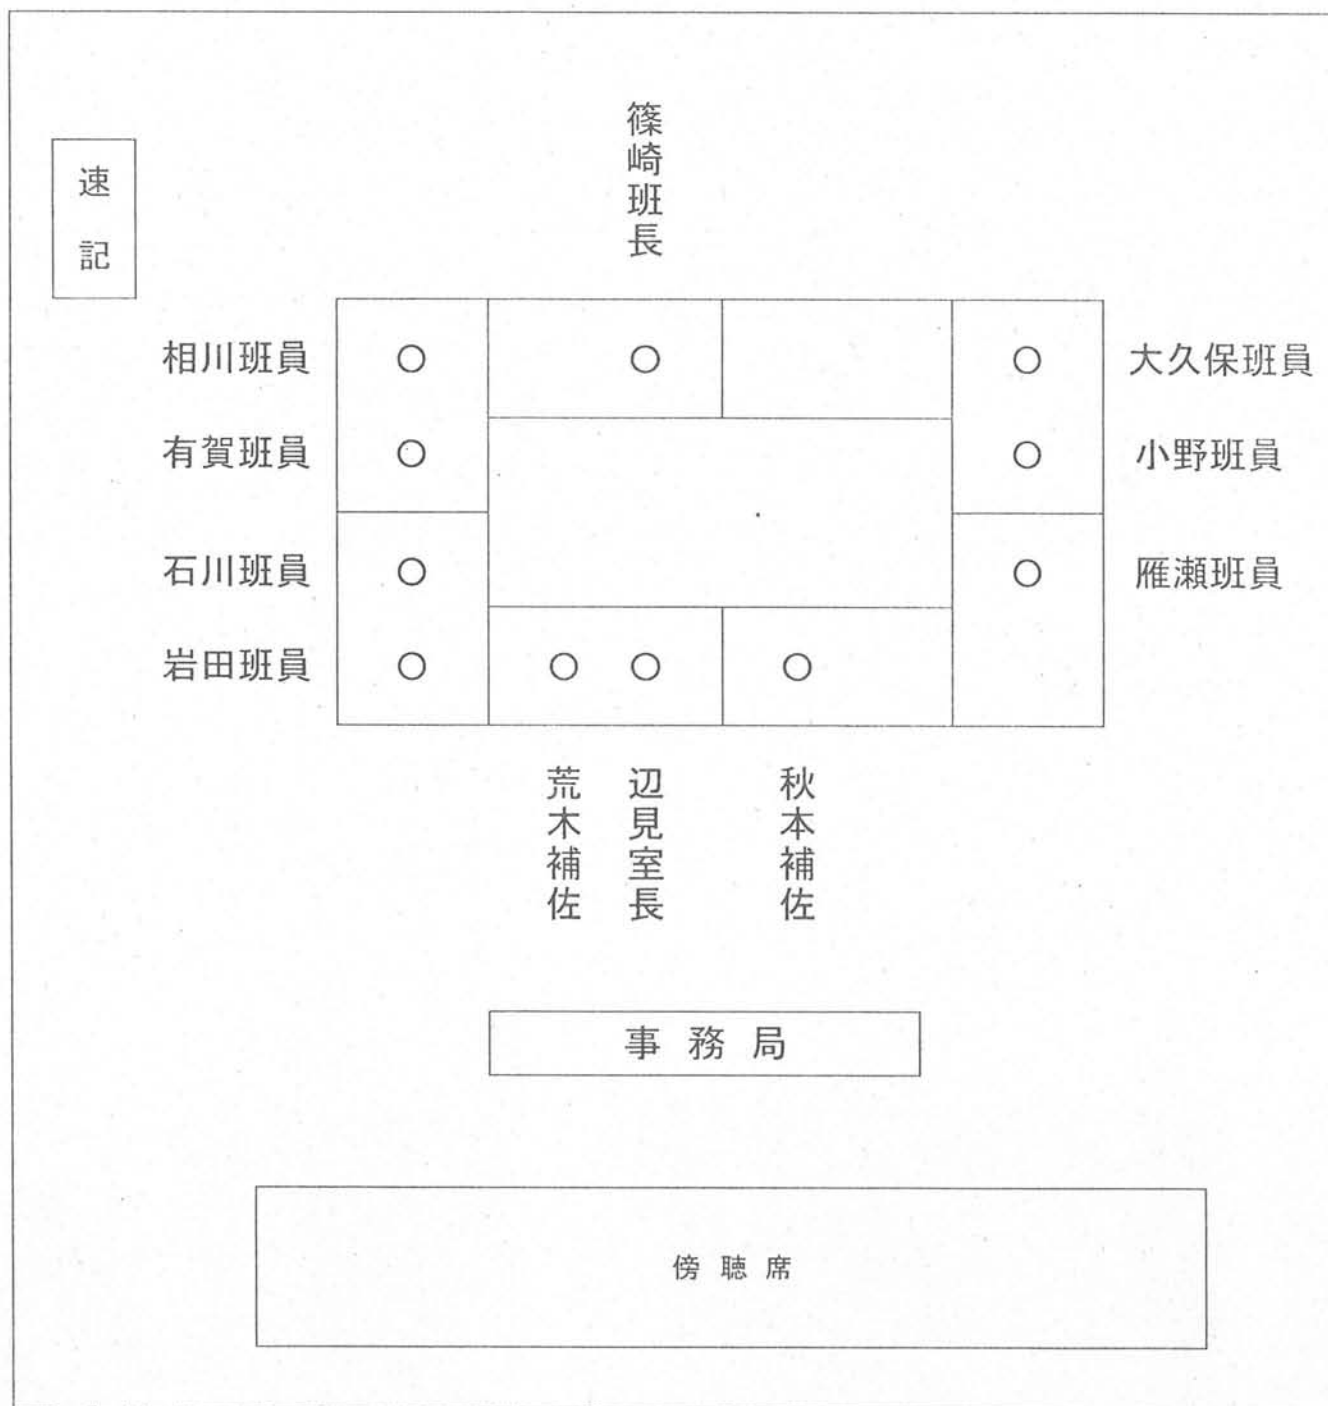 篠崎班長
速記
相川班員
大久保班員
有賀班員
小野班員
石川班員
雁瀬班員
岩田班員
荒木補佐
辺見室長
秋本補佐
事務局
傍聴席